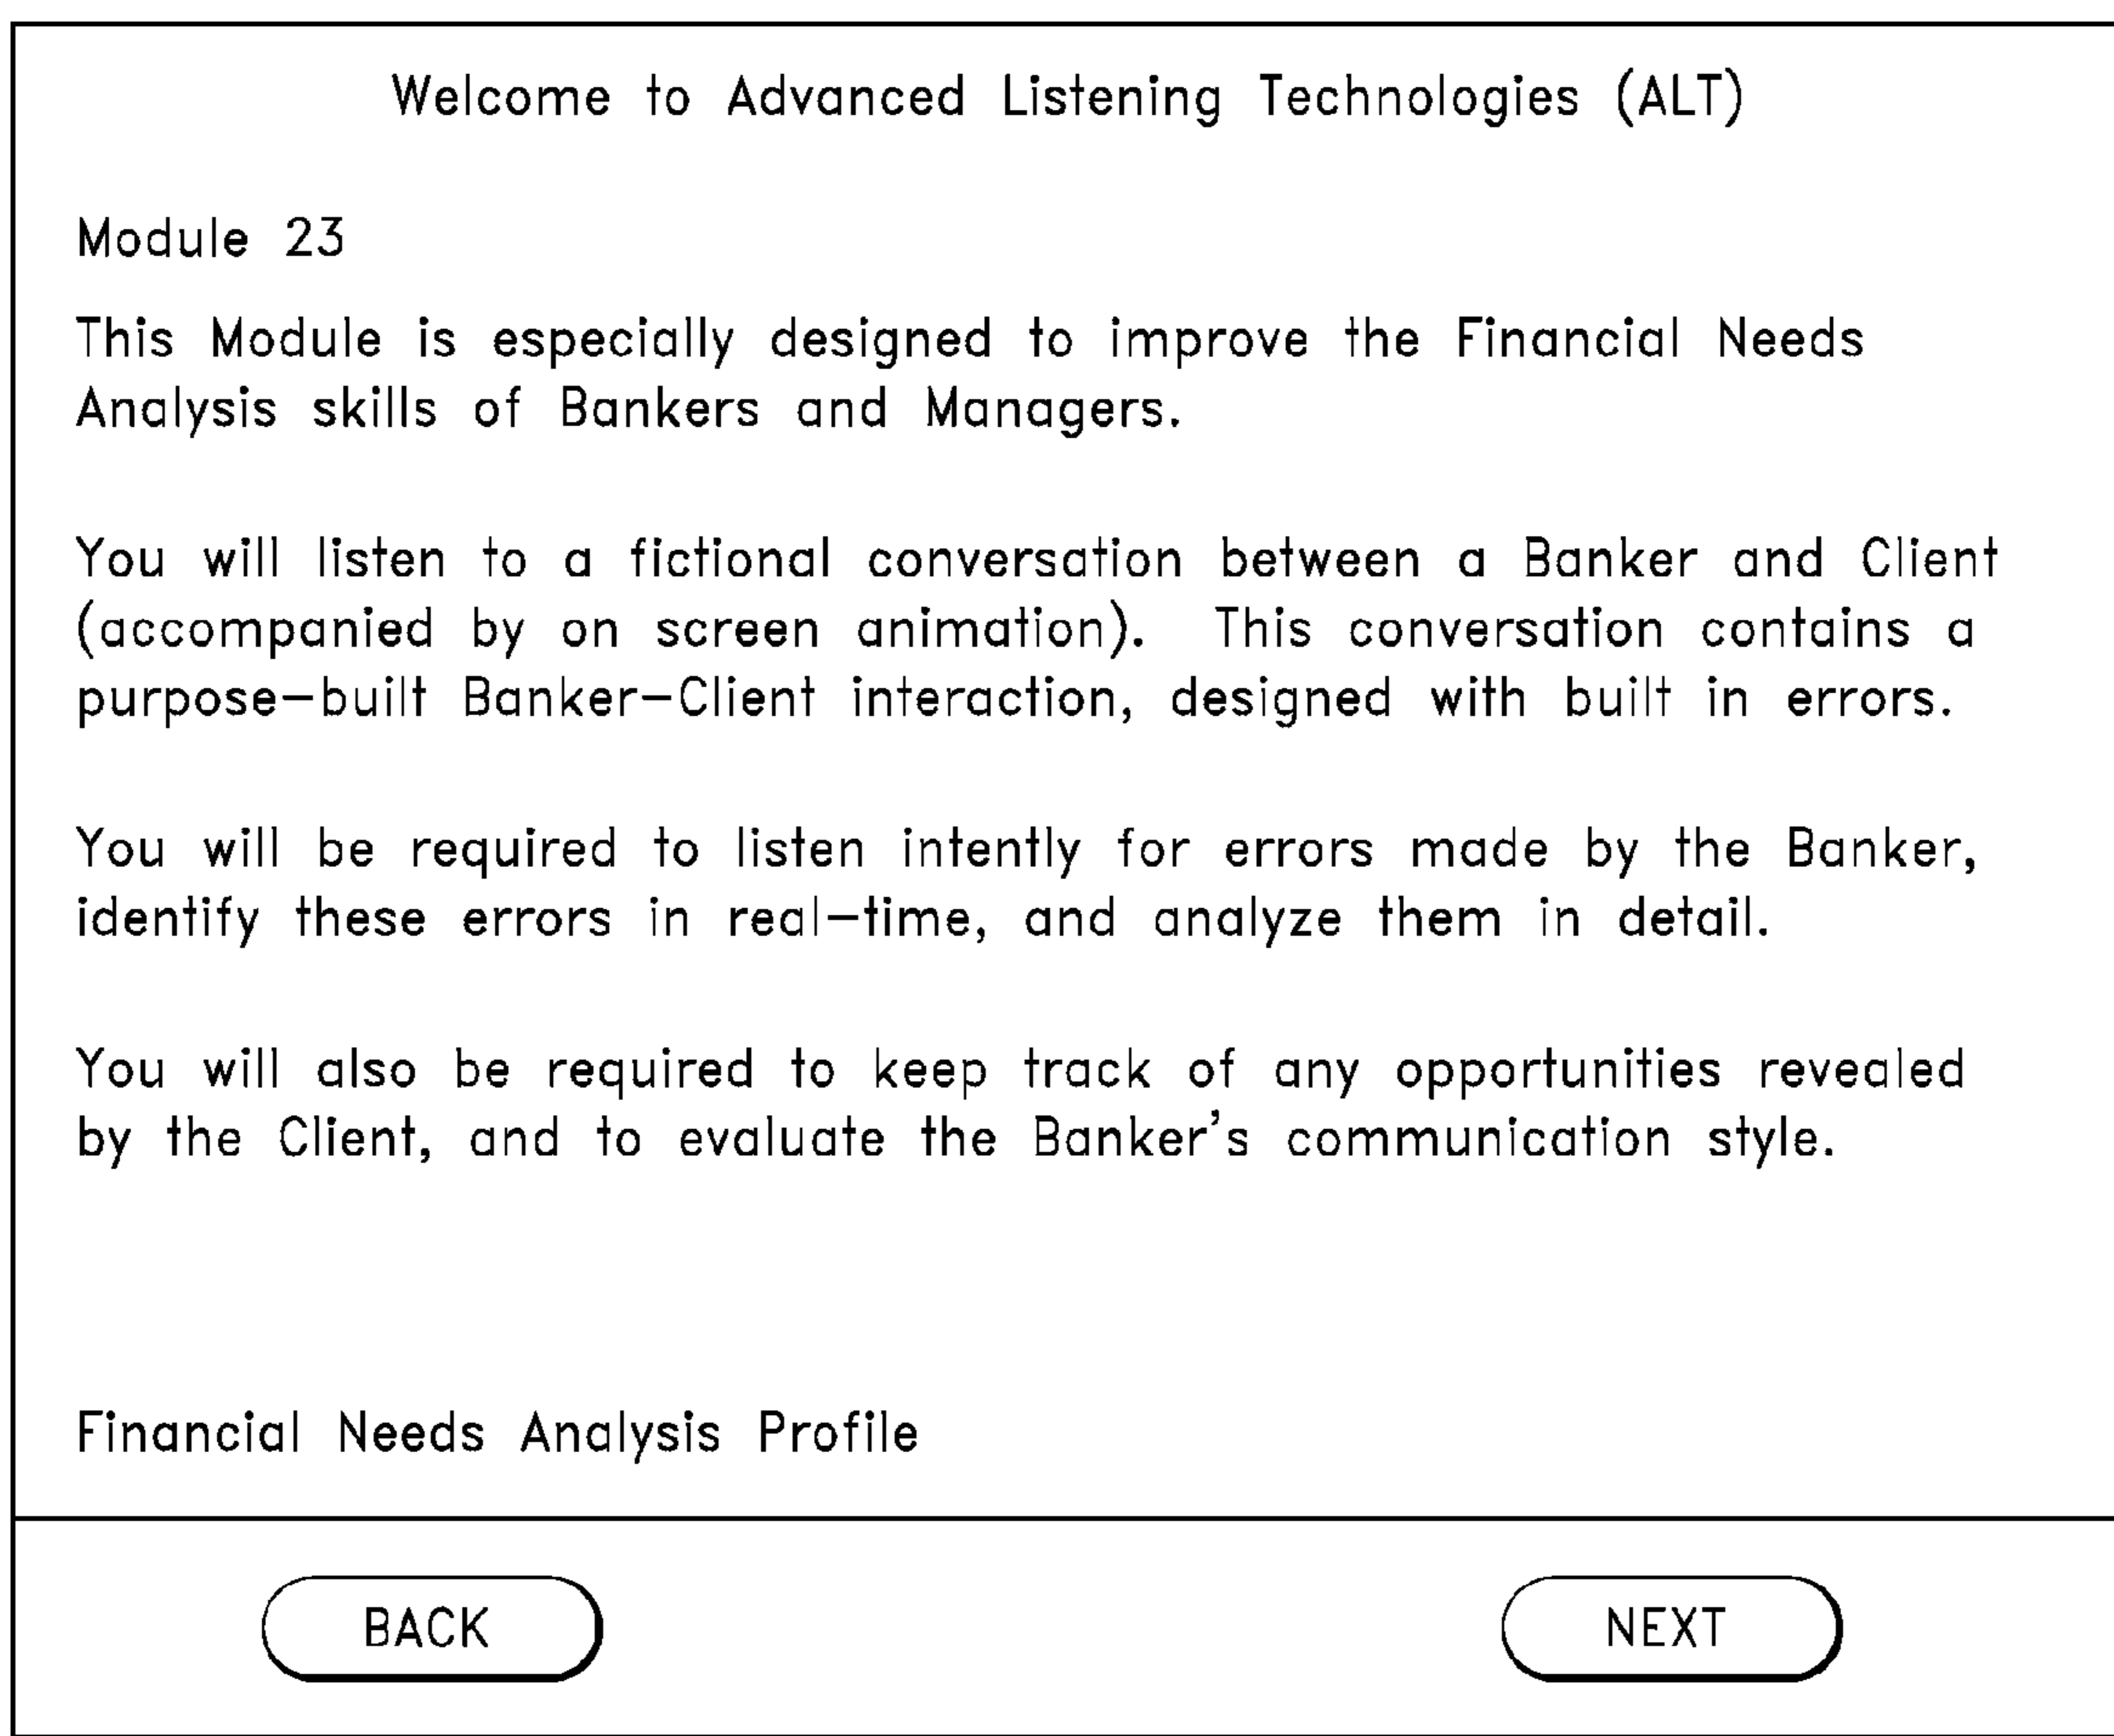 Welcome to Advanced Listening Technologies (ALT)
Module 23
This Module is especially designed to improve the Financial Needs
Analysis skills of Bankers and Managers.
You will listen to a fictional conversation between a Banker and Client
(accompanied by on screen animation). This conversation contains a
purpose-built Banker-Client interaction, designed with built in errors.
You will be required to listen intently for errors made by the Banker,
identify these errors in real-time, and analyze them in detail.
You will also be required to keep track of any opportunities revealed
by the Client, and to evaluate the Banker's communication style.
Financial Needs Analysis Profile
BACK NEXT